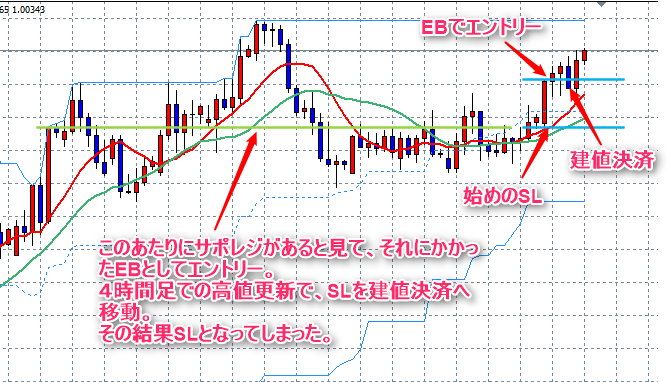 65 1.00343
EBでエントリー
建値決済
始めのSL
このあたりにサポレジがあると見て、それにかかっ
たEBとしてエントリー。
４時間足での高値更新で、SLを建値決済へ
移動。
その結果SLとなってしまった。